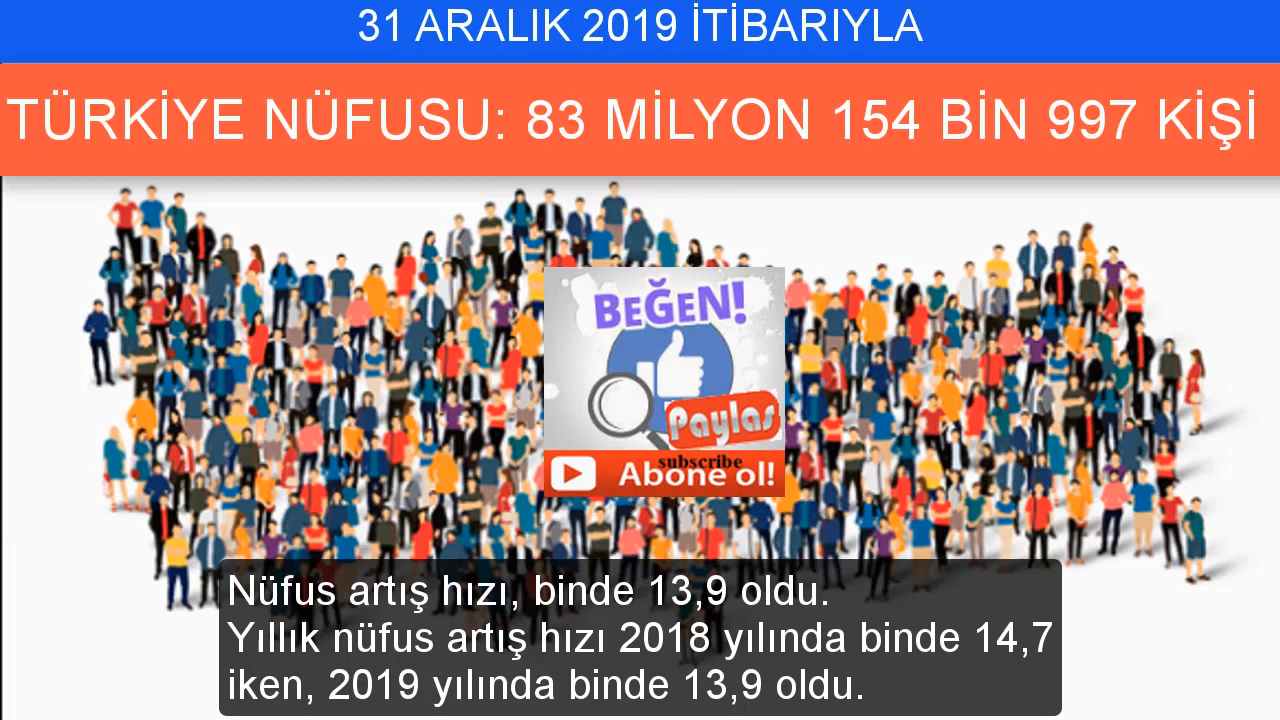 31 ARALIK 2019 İTİBARIYLA
TÜRKİYE NÜFUSU: 83 MİLYON 154 BİN 997 KİŞİ
BEĞEN!
Paylas
subscribe
Abone ol!
Nüfus artış hızı, binde 13,9 oldu.
Yıllık nüfus artış hızı 2018 yılında binde 14,7
iken, 2019 yılında binde 13,9 oldu.